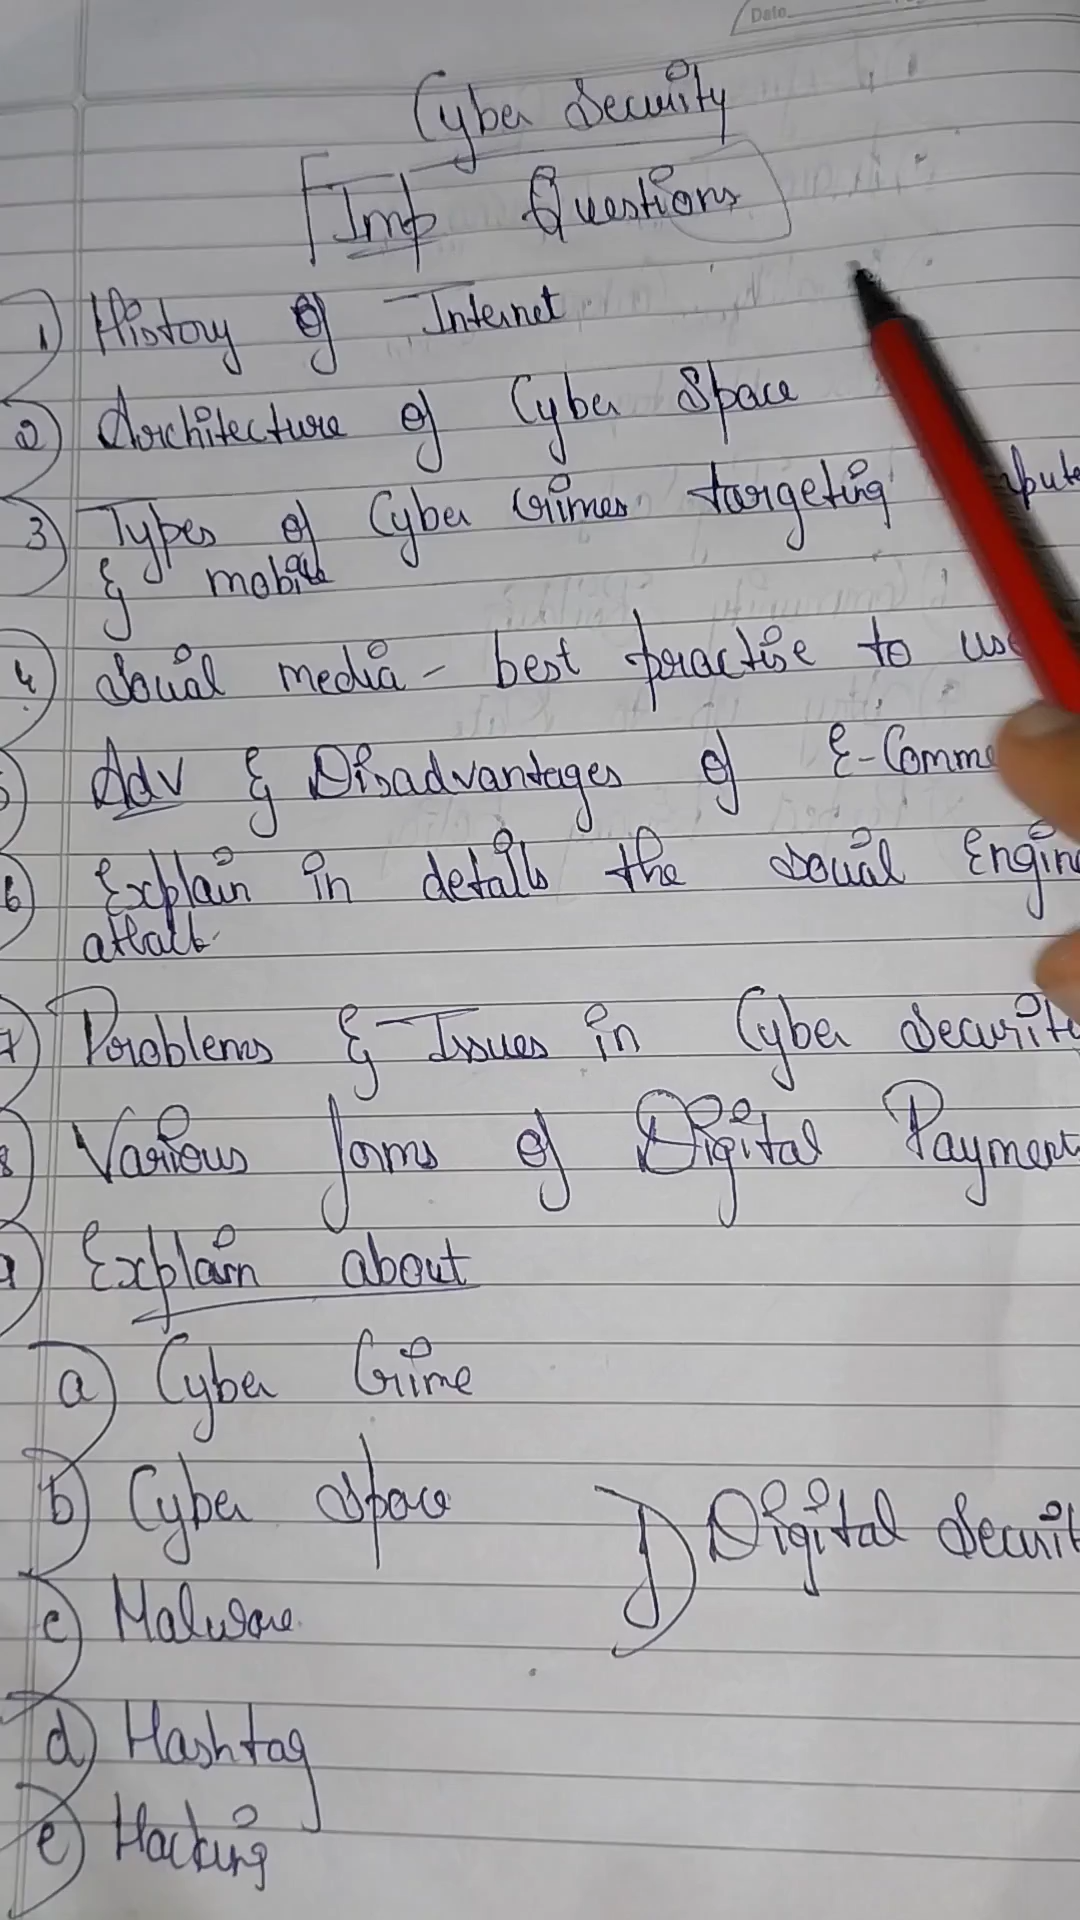 Date
Cyber Security
Imp Questions
1) History of Internet
2) Architecture of Cyber Space
3) Types of Cyber Crimes targeting
& mobile
4) Social media - best practise to use
Adv & Disadvantages of E-Comme
6) Explain in details the social Engin
attack
7) Problems & Issues in Cyber Security
8) Various forms of Digital Payment
9) Explain about
a) Cyber Crime
b) Cyber Space
f) Digital Securit
c) Malware
d) Hashtag
e) Hacking